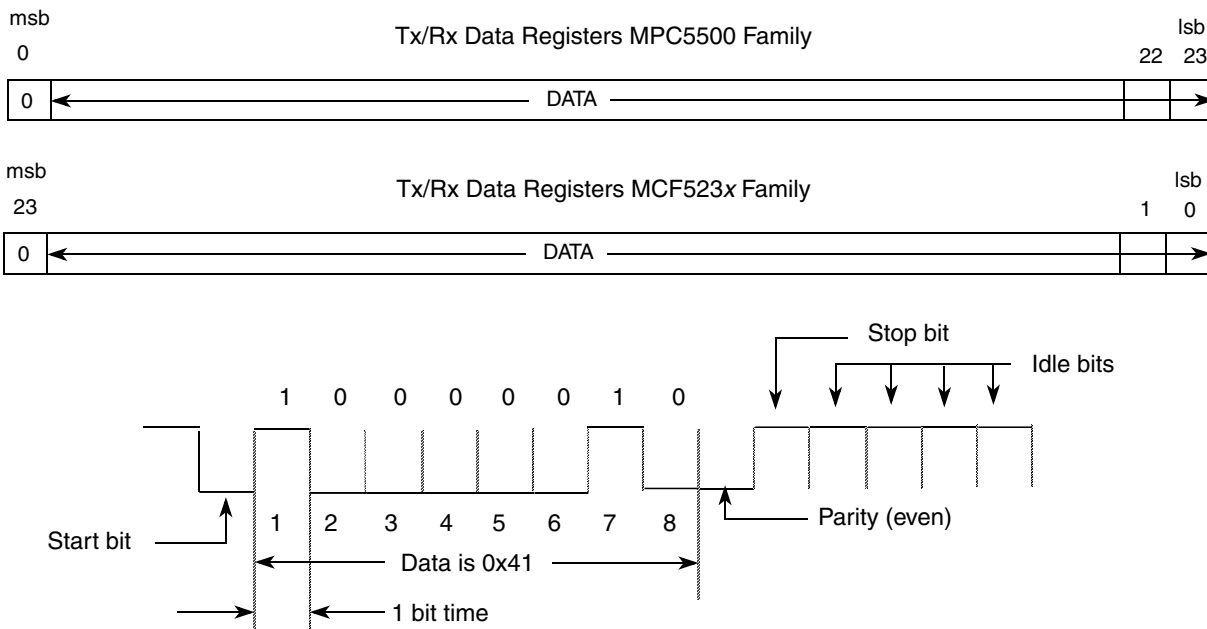 msb
Tx/Rx Data Registers MPC5500 Family
lsb
0
22 23
0
DATA
msb
Tx/Rx Data Registers MCF523x Family
lsb
23
1 0
0
DATA
Stop bit
Idle bits
1 0 0 0 0 0 1 0
1 2 3 4 5 6 7 8
Parity (even)
Start bit
Data is 0x41
1 bit time